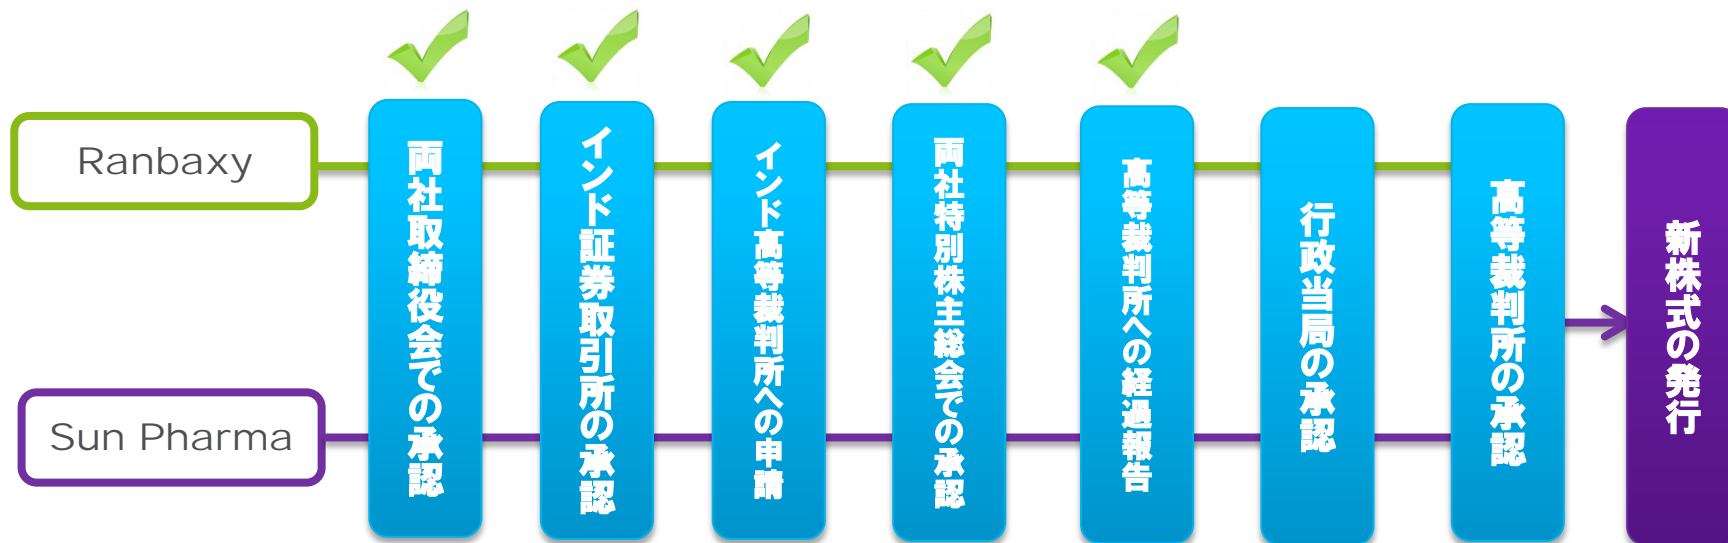 Ranbaxy
Sun Pharma
両社取締役会での承認
インド証券取引所の承認
インド高等裁判所への申請
両社特別株主総会での承認
高等裁判所への経過報告
行政当局の承認
高等裁判所の承認
新株式の発行